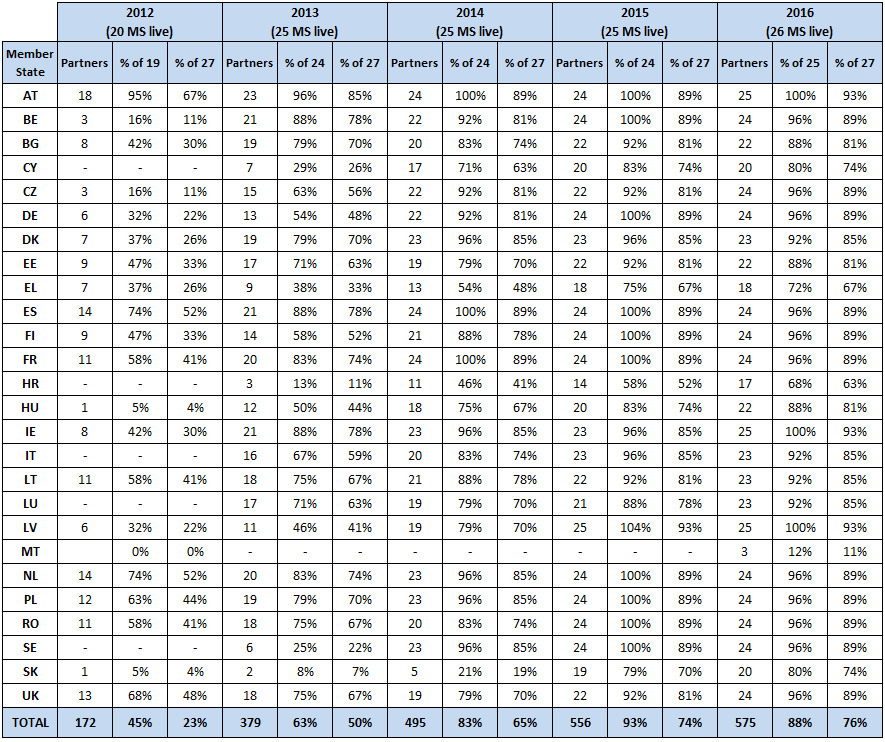 2012 2013 2014 2015 2016
(20 MS live) (25 MS live) (25 MS live) (25 MS live) (26 MS live)
Member State Partners % of 19 % of 27 Partners % of 24 % of 27 Partners % of 24 % of 27 Partners % of 24 % of 27 Partners % of 25 % of 27
AT 18 95% 67% 23 96% 85% 24 100% 89% 24 100% 89% 25 100% 93%
BE 3 16% 11% 21 88% 78% 22 92% 81% 24 100% 89% 24 96% 89%
BG 8 42% 30% 19 79% 70% 20 83% 74% 22 92% 81% 22 88% 81%
CY - - - 7 29% 26% 17 71% 63% 20 83% 74% 20 80% 74%
CZ 3 16% 11% 15 63% 56% 22 92% 81% 22 92% 81% 24 96% 89%
DE 6 32% 22% 13 54% 48% 22 92% 81% 24 100% 89% 24 96% 89%
DK 7 37% 26% 19 79% 70% 23 96% 85% 23 96% 85% 23 92% 85%
EE 9 47% 33% 17 71% 63% 19 79% 70% 22 92% 81% 22 88% 81%
EL 7 37% 26% 9 38% 33% 13 54% 48% 18 75% 67% 18 72% 67%
ES 14 74% 52% 21 88% 78% 24 100% 89% 24 100% 89% 24 96% 89%
FI 9 47% 33% 14 58% 52% 21 88% 78% 24 100% 89% 24 96% 89%
FR 11 58% 41% 20 83% 74% 24 100% 89% 24 100% 89% 24 96% 89%
HR - - - 3 13% 11% 11 46% 41% 14 58% 52% 17 68% 63%
HU 1 5% 4% 12 50% 44% 18 75% 67% 20 83% 74% 22 88% 81%
IE 8 42% 30% 21 88% 78% 23 96% 85% 23 96% 85% 25 100% 93%
IT - - - 16 67% 59% 20 83% 74% 23 96% 85% 23 92% 85%
LT 11 58% 41% 18 75% 67% 21 88% 78% 22 92% 81% 23 92% 85%
LU - - - 17 71% 63% 19 79% 70% 21 88% 78% 23 92% 85%
LV 6 32% 22% 11 46% 41% 19 79% 70% 25 104% 93% 25 100% 93%
MT 0% 0% - - - - - - - - - 3 12% 11%
NL 14 74% 52% 20 83% 74% 23 96% 85% 24 100% 89% 24 96% 89%
PL 12 63% 44% 19 79% 70% 23 96% 85% 24 100% 89% 24 96% 89%
RO 11 58% 41% 18 75% 67% 20 83% 74% 24 100% 89% 24 96% 89%
SE - - - 6 25% 22% 23 96% 85% 24 100% 89% 24 96% 89%
SK 1 5% 4% 2 8% 7% 5 21% 19% 19 79% 70% 20 80% 74%
UK 13 68% 48% 18 75% 67% 19 79% 70% 22 92% 81% 24 96% 89%
TOTAL 172 45% 23% 379 63% 50% 495 83% 65% 556 93% 74% 575 88% 76%